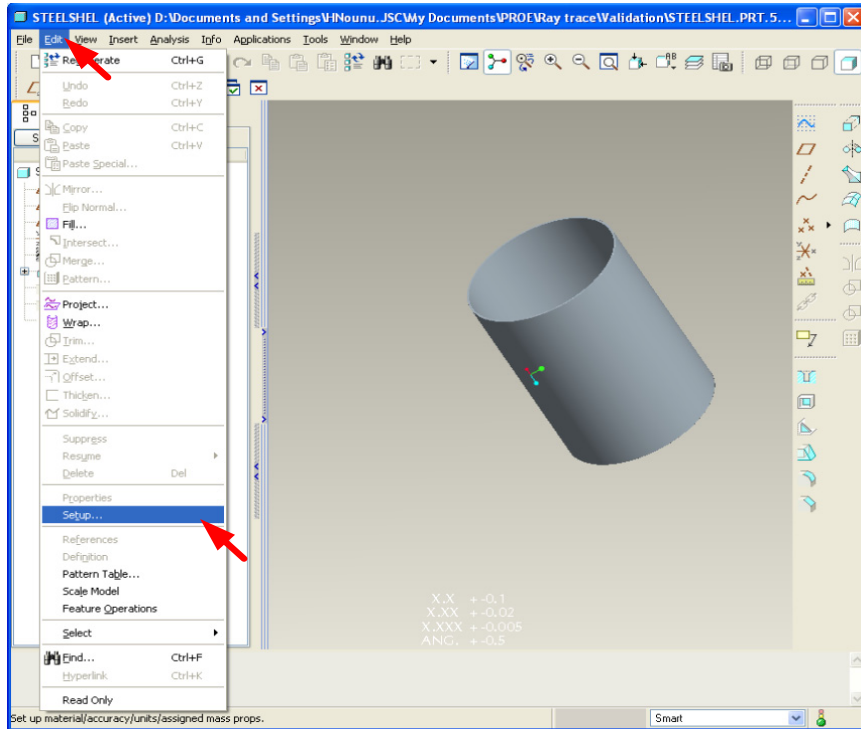 STEELSHEL (Active) D:\Documents and Settings\HNounu.JSC\My Documents\PROE\Ray trace\Validation\STEELSHEL.PRT.5...
File Edit View Insert Analysis Info Applications Tools Window Help
Regenerate Ctrl+G
Undo Ctrl+Z
Redo Ctrl+Y
Copy Ctrl+C
Paste Ctrl+V
Paste Special...
Mirror...
Flip Normal...
Fill...
Intersect...
Merge...
Pattern...
Project...
Wrap...
Trim...
Extend...
Offset...
Thicken...
Solidify...
Suppress
Resume
Delete Del
Properties
Setup...
References
Definition
Pattern Table...
Scale Model
Feature Operations
Select
Find... Ctrl+F
Hyperlink Ctrl+K
Read Only
X.X +-0.1
X.XX +-0.02
X.XXX +-0.005
ANG. +-0.5
Set up material/accuracy/units/assigned mass props.
Smart